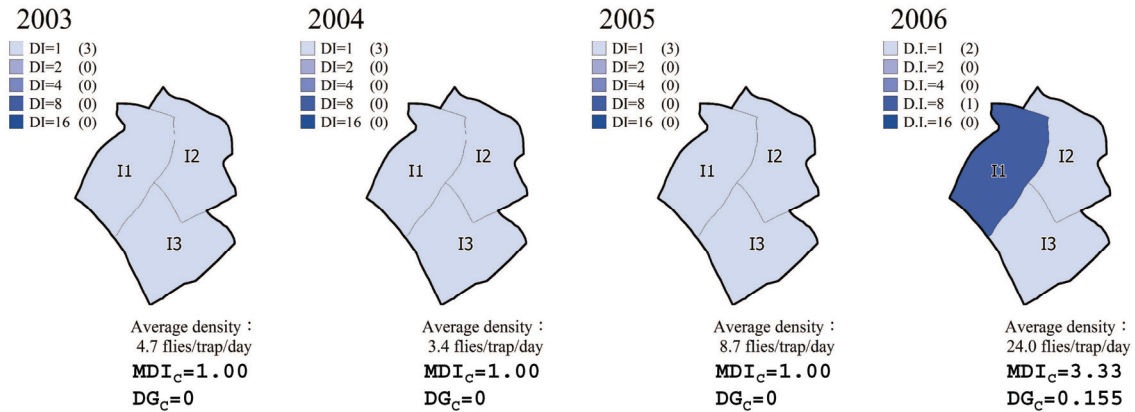 2003
DI=1 (3)
DI=2 (0)
DI=4 (0)
DI=8 (0)
DI=16 (0)
I1
I2
I3
Average density：
4.7 flies/trap/day
MDIC=1.00
DGC=0
2004
DI=1 (3)
DI=2 (0)
DI=4 (0)
DI=8 (0)
DI=16 (0)
I1
I2
I3
Average density：
3.4 flies/trap/day
MDIC=1.00
DGC=0
2005
DI=1 (3)
DI=2 (0)
DI=4 (0)
DI=8 (0)
DI=16 (0)
I1
I2
I3
Average density：
8.7 flies/trap/day
MDIC=1.00
DGC=0
2006
D.I.=1 (2)
D.I.=2 (0)
D.I.=4 (0)
D.I.=8 (1)
D.I.=16 (0)
I1
I2
I3
Average density：
24.0 flies/trap/day
MDIC=3.33
DGC=0.155